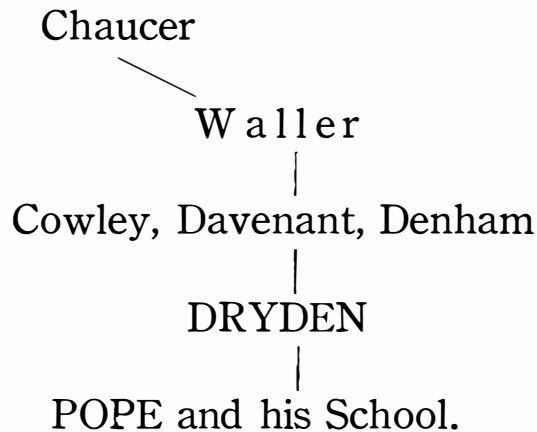 Chaucer
Waller
Cowley, Davenant, Denham
DRYDEN
POPE and his School.